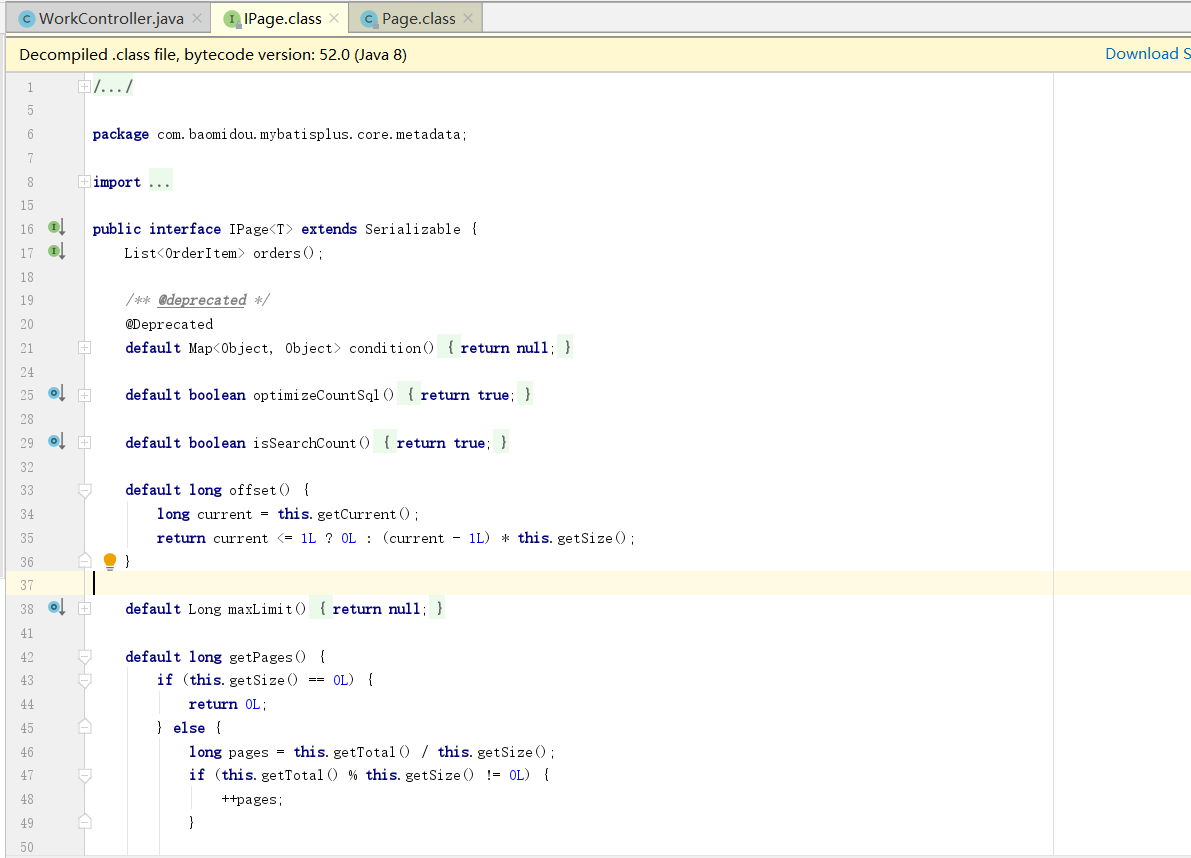 WorkController.java IPage.class Page.class
Decompiled .class file, bytecode version: 52.0 (Java 8) Download S
1 /.../
5
6 package com.baomidou.mybatisplus.core.metadata;
7
8 import ...
15
16 public interface IPage<T> extends Serializable {
17 List<OrderItem> orders();
18
19 /** @deprecated */
20 @Deprecated
21 default Map<Object, Object> condition() { return null; }
24
25 default boolean optimizeCountSql() { return true; }
28
29 default boolean isSearchCount() { return true; }
32
33 default long offset() {
34 long current = this.getCurrent();
35 return current <= 1L ? 0L : (current - 1L) * this.getSize();
36 }
37
38 default Long maxLimit() { return null; }
41
42 default long getPages() {
43 if (this.getSize() == 0L) {
44 return 0L;
45 } else {
46 long pages = this.getTotal() / this.getSize();
47 if (this.getTotal() % this.getSize() != 0L) {
48 ++pages;
49 }
50